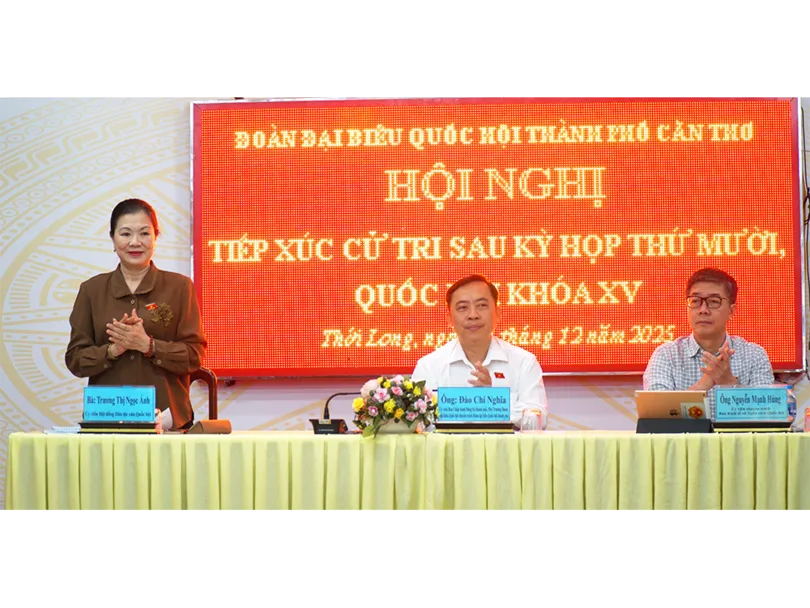 ĐOÀN ĐẠI BIỂU QUỐC HỘI THÀNH PHỐ CẦN THƠ
HỘI NGHỊ
TIẾP XÚC CỬ TRI SAU KỲ HỌP THỨ MƯỜI,
QUỐC KHÓA XV
Thới Long, tháng 12 năm 2025
Bà: Trương Thị Ngọc Ánh
Ông: Đào Chí Nghĩa
Ông Nguyễn Mạnh Hùng